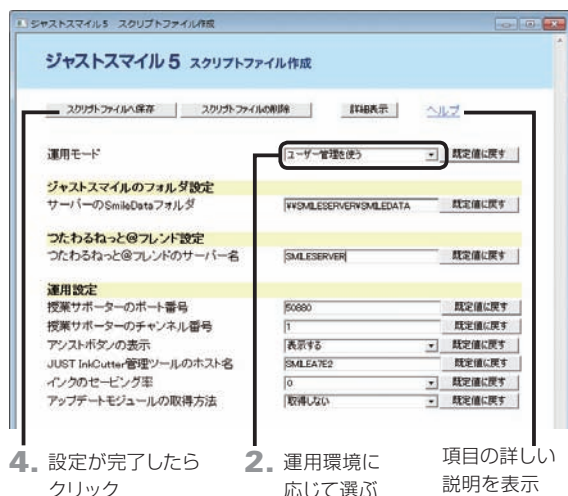 ジャストスマイル5 スクリプトファイル作成
ジャストスマイル 5 スクリプトファイル作成
スクリプトファイルへ保存 スクリプトファイルの削除 詳細表示 ヘルプ
運用モード ユーザー管理を使う 既定値に戻す
ジャストスマイルのフォルダ設定
サーバーのSmileDataフォルダ ¥¥SMILESERVER¥SMILEDATA 既定値に戻す
つたわるねっと@フレンド設定
つたわるねっと@フレンドのサーバー名 SMILESERVER 既定値に戻す
運用設定
授業サポーターのポート番号 50880 既定値に戻す
授業サポーターのチャンネル番号 1 既定値に戻す
アシストボタンの表示 表示する 既定値に戻す
JUST InkCutter管理ツールのホスト名 SMILEA7E2 既定値に戻す
インクのセービング率 0 既定値に戻す
アップデートモジュールの取得方法 取得しない 既定値に戻す
4. 設定が完了したら
クリック
2. 運用環境に
応じて選ぶ
項目の詳しい
説明を表示